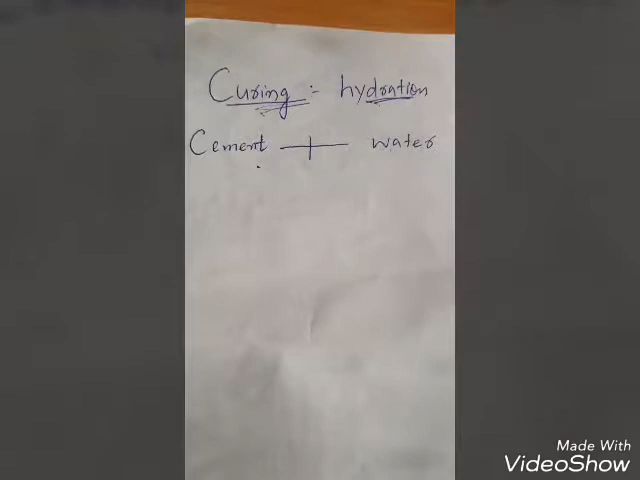 Curing :- hydration
Cement + water
Made With
VideoShow